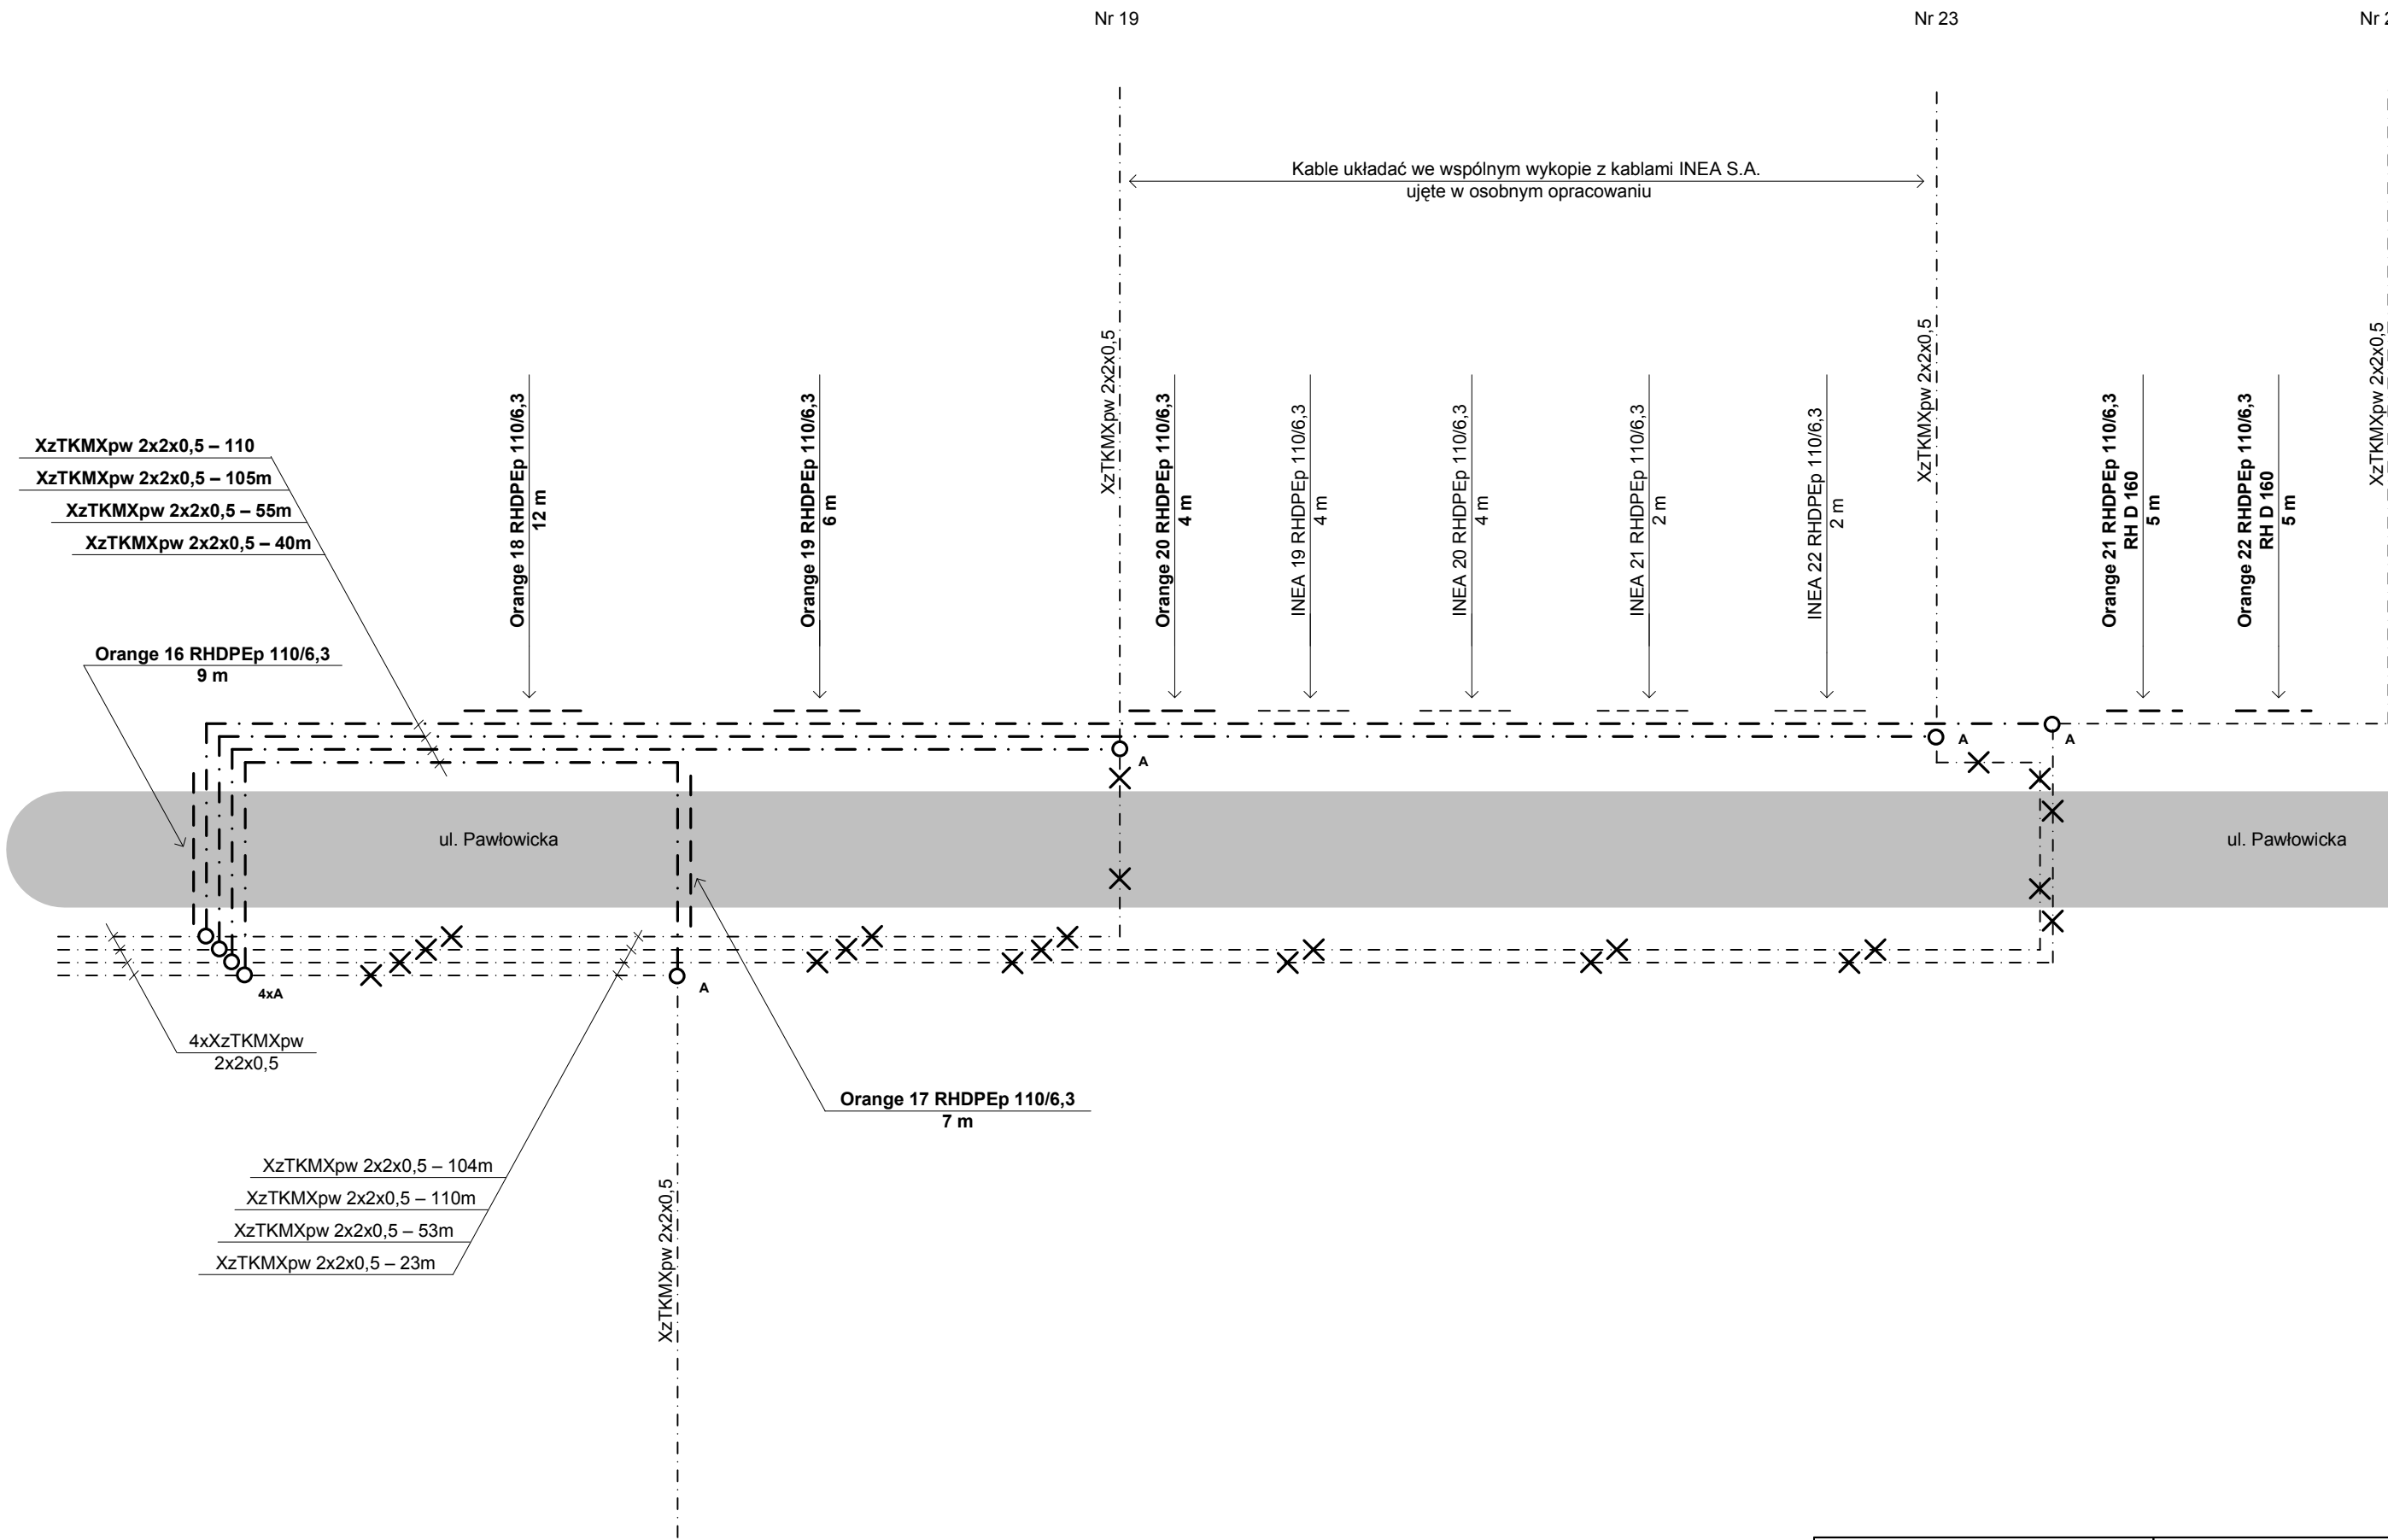 Nr 19
Nr 23
Nr 2
Kable układać we wspólnym wykopie z kablami INEA S.A.
ujęte w osobnym opracowaniu
XzTKMXpw 2x2x0,5
XzTKMXpw 2x2x0,5
XzTKMXpw 2x2x0,5
XzTKMXpw 2x2x0,5 – 110
XzTKMXpw 2x2x0,5 – 105m
XzTKMXpw 2x2x0,5 – 55m
XzTKMXpw 2x2x0,5 – 40m
Orange 18 RHDPEp 110/6,3
12 m
Orange 19 RHDPEp 110/6,3
6 m
Orange 20 RHDPEp 110/6,3
4 m
INEA 19 RHDPEp 110/6,3
4 m
INEA 20 RHDPEp 110/6,3
4 m
INEA 21 RHDPEp 110/6,3
2 m
INEA 22 RHDPEp 110/6,3
2 m
Orange 21 RHDPEp 110/6,3
RH D 160
5 m
Orange 22 RHDPEp 110/6,3
RH D 160
5 m
Orange 16 RHDPEp 110/6,3
9 m
A
A
A
ul. Pawłowicka
ul. Pawłowicka
4xA
A
4xXzTKMXpw
2x2x0,5
Orange 17 RHDPEp 110/6,3
7 m
XzTKMXpw 2x2x0,5 – 104m
XzTKMXpw 2x2x0,5 – 110m
XzTKMXpw 2x2x0,5 – 53m
XzTKMXpw 2x2x0,5 – 23m
XzTKMXpw 2x2x0,5